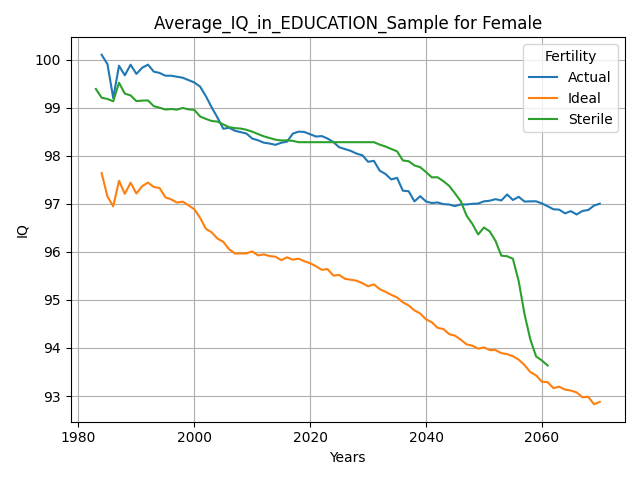 Average_IQ_in_EDUCATION_Sample for Female
Fertility
Actual
Ideal
Sterile
IQ
100
99
98
97
96
95
94
93
1980
2000
2020
2040
2060
Years